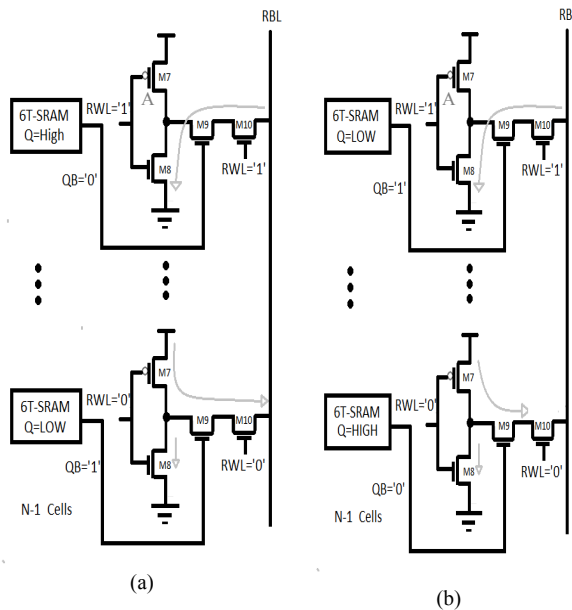 RBL
M7
A
RWL='1'
6T-SRAM
Q=High
M9
M10
M8
RWL='1'
QB='0'
M7
RWL='0'
6T-SRAM
Q=LOW
M9
M10
M8
RWL='0'
QB='1'
N-1 Cells
(a)
RB
M7
A
RWL='1'
6T-SRAM
Q=LOW
M9
M10
M8
RWL='1'
QB='1'
M7
RWL='0'
6T-SRAM
Q=HIGH
M9
M10
M8
RWL='0'
QB='0'
N-1 Cells
(b)